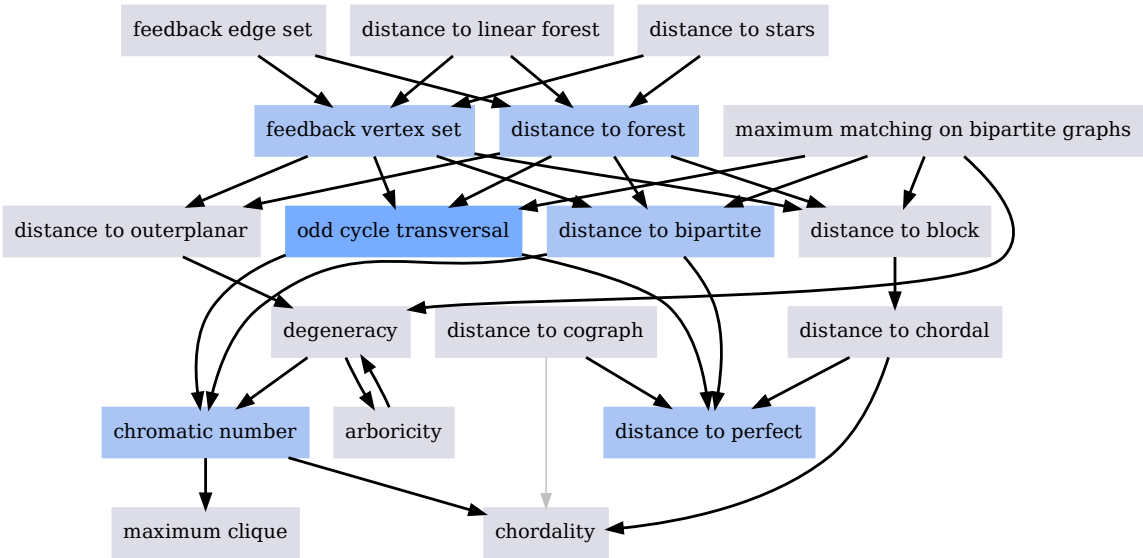 feedback edge set
distance to linear forest
distance to stars
feedback vertex set
distance to forest
maximum matching on bipartite graphs
distance to outerplanar
odd cycle transversal
distance to bipartite
distance to block
degeneracy
distance to cograph
distance to chordal
chromatic number
arboricity
distance to perfect
maximum clique
chordality